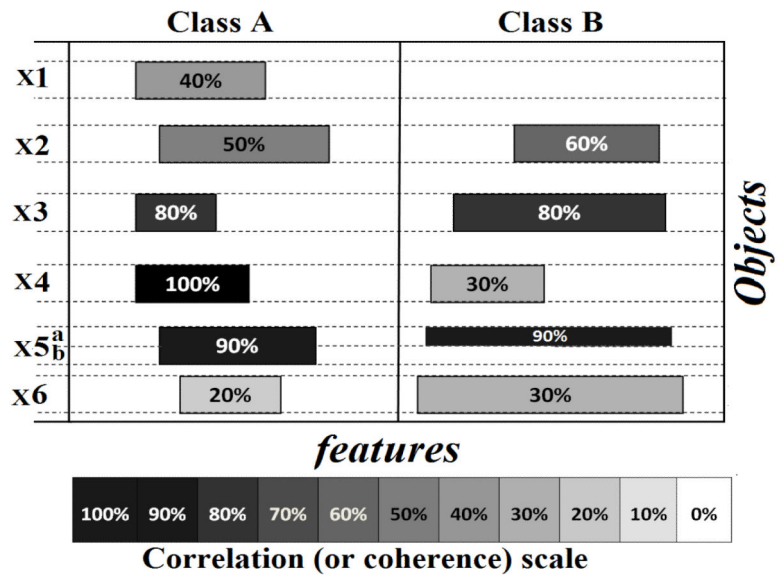 Class A Class B
x1 40%
x2 50% 60%
x3 80% 80%
x4 100% 30%
x5 a b 90% 90%
x6 20% 30%
Objects
features
100% 90% 80% 70% 60% 50% 40% 30% 20% 10% 0%
Correlation (or coherence) scale